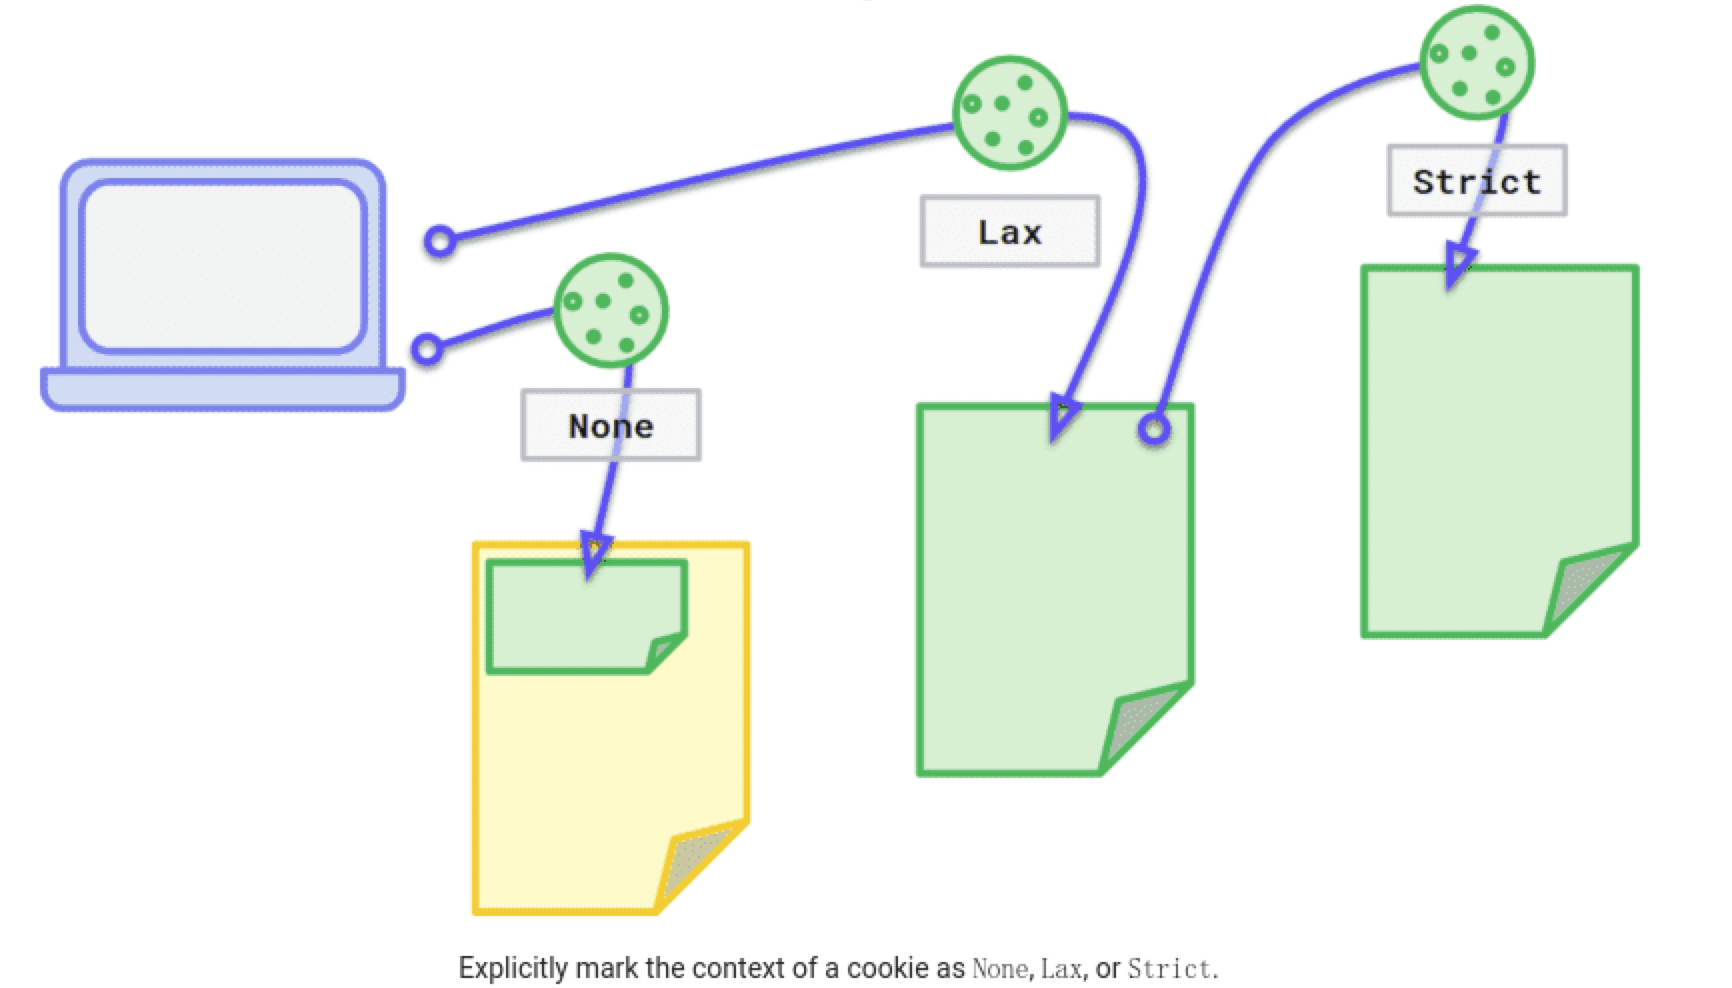 Strict
Lax
None
Explicitly mark the context of a cookie as None, Lax, or Strict.